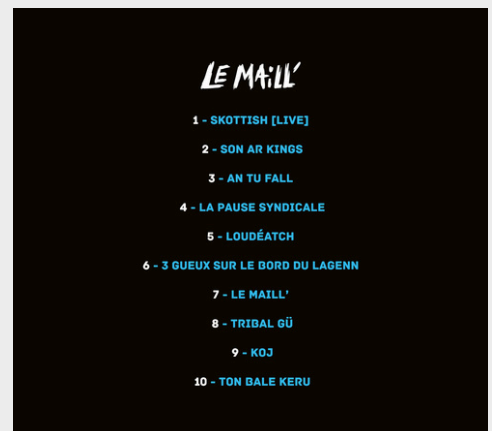 LE MAiLL'
1 - SKOTTISH [LIVE]
2 - SON AR KINGS
3 - AN TU FALL
4 - LA PAUSE SYNDICALE
5 - LOUDÉATCH
6 - 3 GUEUX SUR LE BORD DU LAGENN
7 - LE MAILL'
8 - TRIBAL GÜ
9 - KOJ
10 - TON BALE KERU